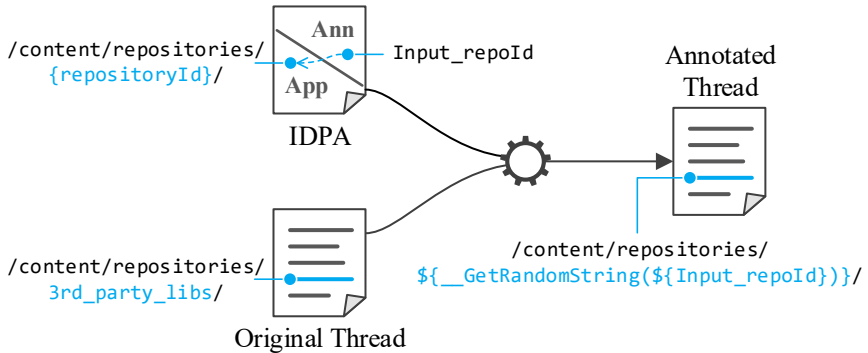 /content/repositories/
{repositoryId}/
Ann
App
Input_repoId
IDPA
Annotated
Thread
/content/repositories/
3rd_party_libs/
Original Thread
/content/repositories/
${__GetRandomString(${Input_repoId})}/